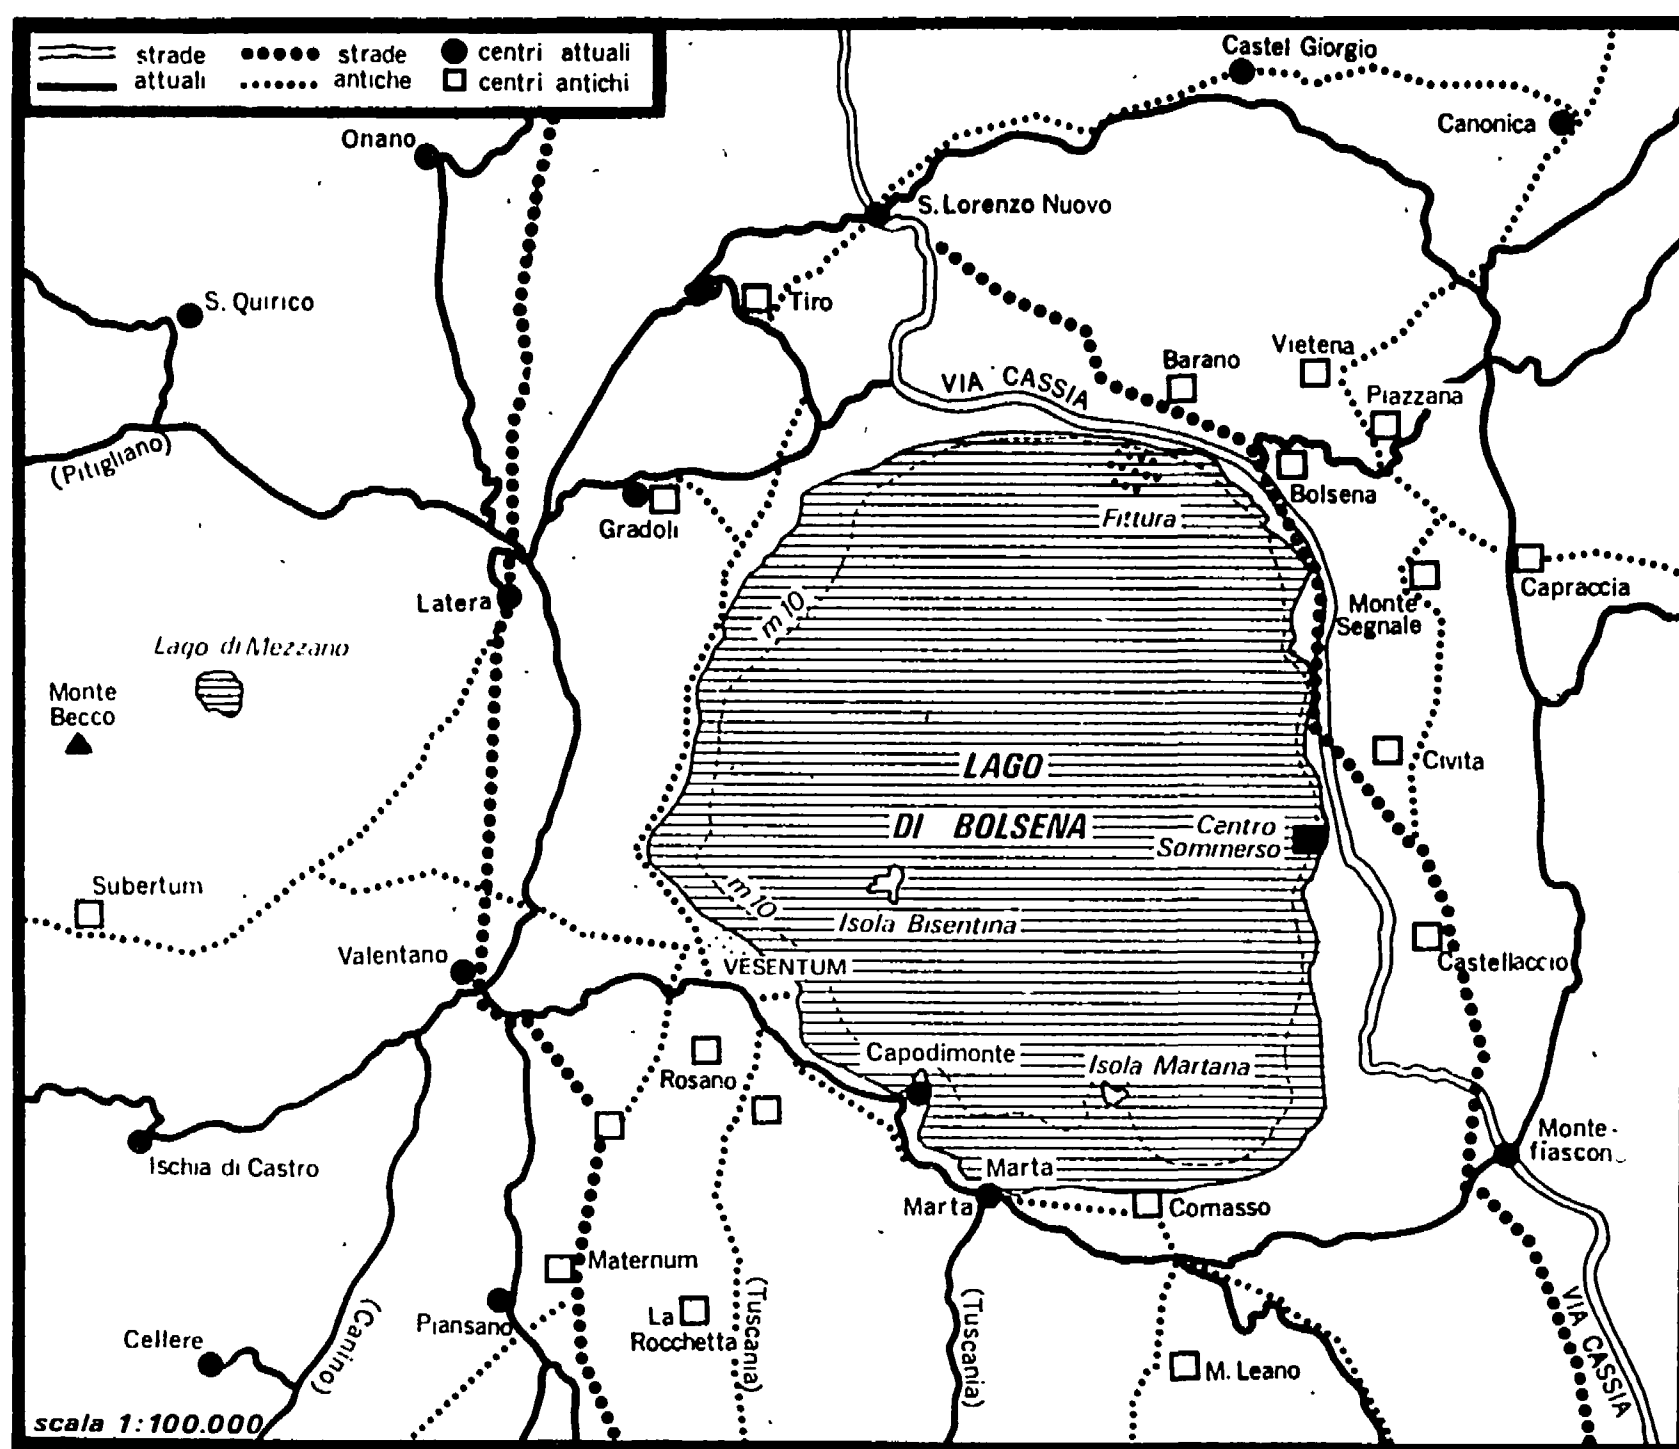 strade
attuali
strade
antiche
centri attuali
centri antichi
Castel Giorgio
Canonica
Onano
S. Lorenzo Nuovo
S. Quirico
Tiro
Barano
Vietena
VIA CASSIA
Piazzana
(Pitigliano)
Bolsena
Gradoli
Fittura
Capraccia
Latera
m 10
Monte
Segnale
Lago di Mezzano
Monte
Becco
LAGO
DI BOLSENA
Civita
Centro
Sommerso
Subertum
m 10
Isola Bisentina
Valentano
VESENTUM
Castellaccio
Capodimonte
Isola Martana
Rosano
Monte-
fiascon
Ischia di Castro
Marta
Marta
Cornasso
Maternum
La
Rocchetta
(Tuscania)
(Tuscania)
Piansano
(Canino)
Cellere
M. Leano
VIA CASSIA
scala 1:100.000